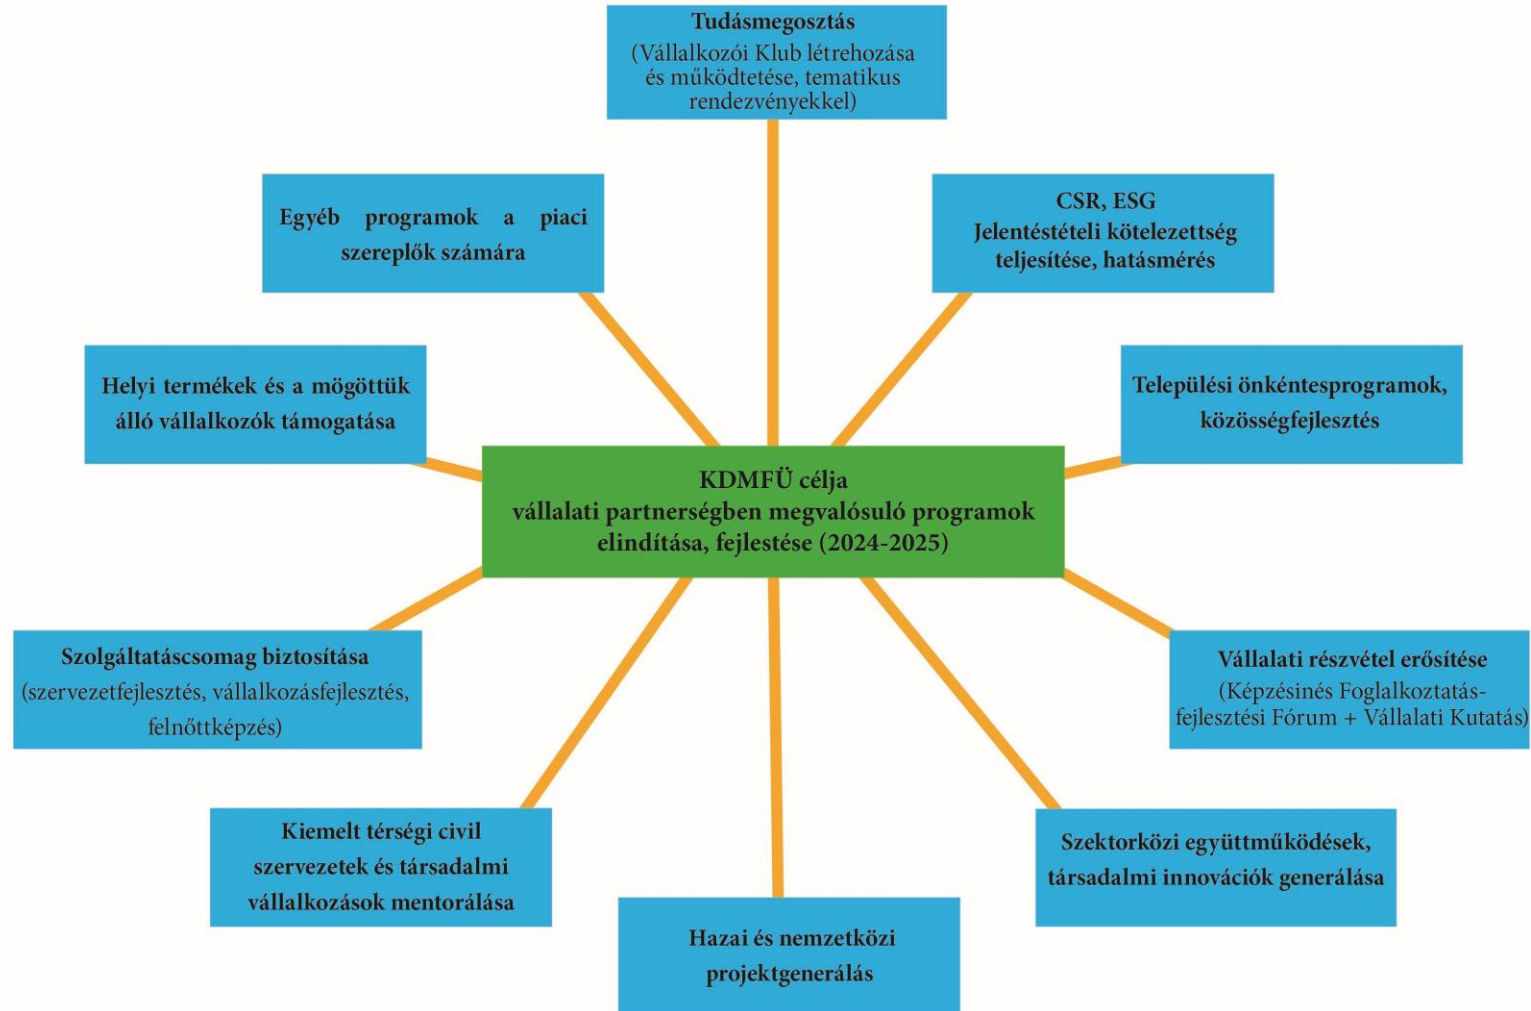 Tudásmegosztás
(Vállalkozói Klub létrehozása
és működtetése, tematikus
rendezvényekkel)
Egyéb programok a piaci
szereplők számára
CSR, ESG
Jelentéstételi kötelezettség
teljesítése, hatásmérés
Helyi termékek és a mögöttük
álló vállalkozók támogatása
Települési önkéntesprogramok,
közösségfejlesztés
KDMFÜ célja
vállalati partnerségben megvalósuló programok
elindítása, fejlestése (2024-2025)
Szolgáltatáscsomag biztosítása
(szervezetfejlesztés, vállalkozásfejlesztés,
felnőttképzés)
Vállalati részvétel erősítése
(Képzésinés Foglalkoztatás-
fejlesztési Fórum + Vállalati Kutatás)
Kiemelt térségi civil
szervezetek és társadalmi
vállalkozások mentorálása
Szektorközi együttműködések,
társadalmi innovációk generálása
Hazai és nemzetközi
projektgenerálás